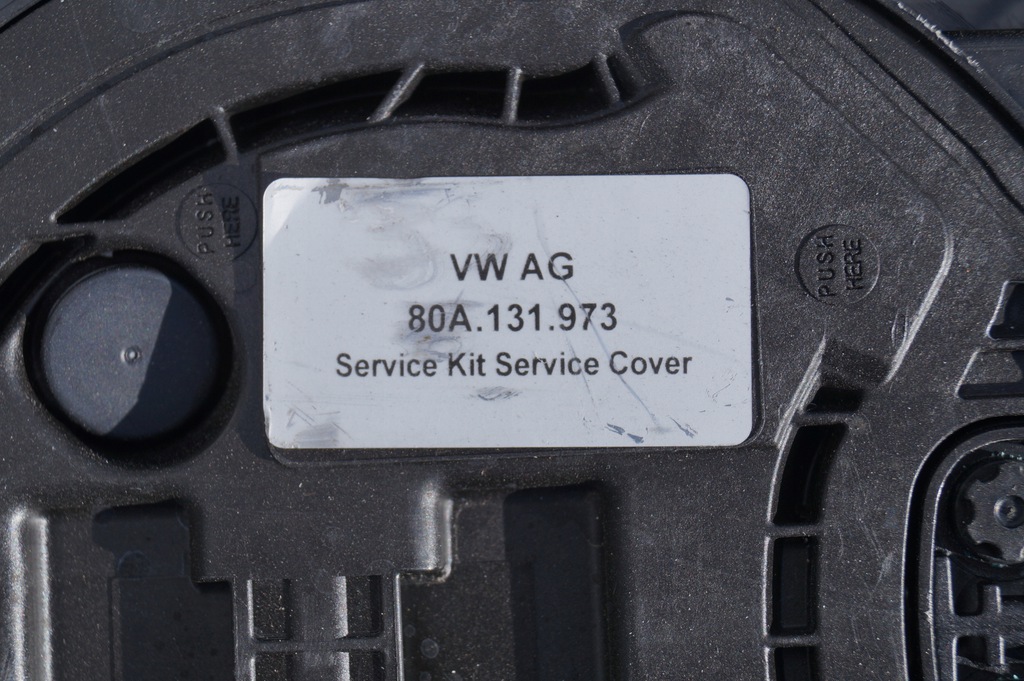 PUSH
HERE
VW AG
80A.131.973
Service Kit Service Cover
PUSH
HERE